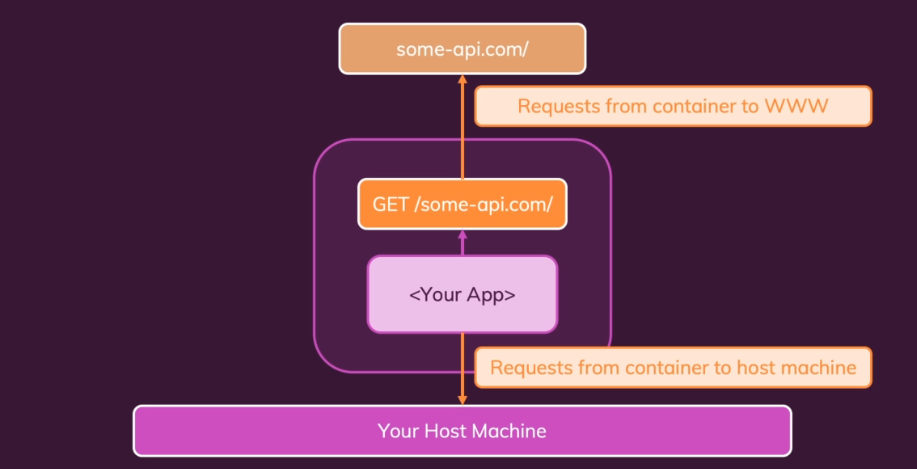 some-api.com/
Requests from container to WWW
GET /some-api.com/
<Your App>
Requests from container to host machine
Your Host Machine